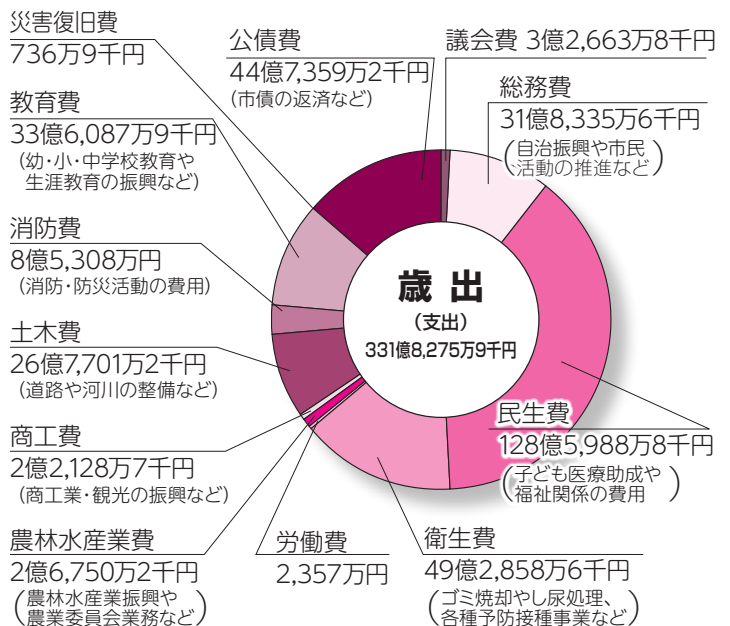 災害復旧費
736万9千円
公債費
44億7,359万2千円
(市債の返済など)
議会費 3億2,663万8千円
総務費
31億8,335万6千円
(自治振興や市民
活動の推進など)
教育費
33億6,087万9千円
(幼・小・中学校教育や
生涯教育の振興など)
消防費
8億5,308万円
(消防・防災活動の費用)
土木費
26億7,701万2千円
(道路や河川の整備など)
商工費
2億2,128万7千円
(商工業・観光の振興など)
農林水産業費
2億6,750万2千円
(農林水産業振興や
農業委員会業務など)
労働費
2,357万円
衛生費
49億2,858万6千円
(ゴミ焼却やし尿処理、
各種予防接種事業など)
民生費
128億5,988万8千円
(子ども医療助成や
福祉関係の費用)
歳出
(支出)
331億8,275万9千円